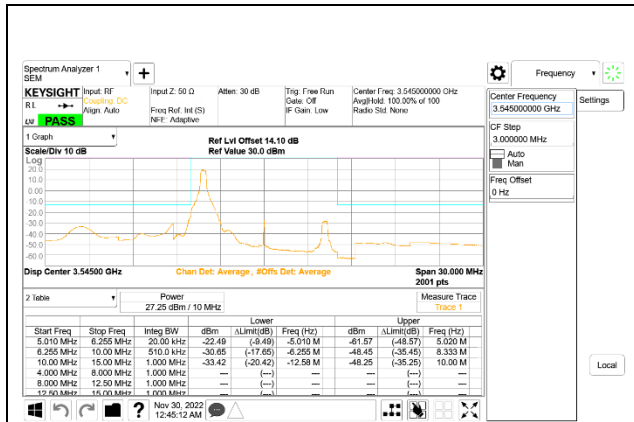 Spectrum Analyzer 1
SEM
Frequency
KEYSIGHT
Input: RF
Coupling: DC
Align: Auto
Input Z: 50 Ω
Freq Ref: Int (S)
NFE: Adaptive
Atten: 30 dB
Trig: Free Run
Gate: Off
IF Gain: Low
Center Freq: 3.545000000 GHz
Avg|Hold: 100.00% of 100
Radio Std: None
RL
PASS
Center Frequency
3.545000000 GHz
Settings
CF Step
3.000000 MHz
Auto
Man
Freq Offset
0 Hz
Local
1 Graph
Scale/Div 10 dB
Ref Lvl Offset 14.10 dB
Ref Value 30.0 dBm
Log
20.0
10.0
0.00
-10.0
-20.0
-30.0
-40.0
-50.0
-60.0
Disp Center 3.54500 GHz
Chan Det: Average , #Offs Det: Average
Span 30.000 MHz
2001 pts
2 Table
Power
27.25 dBm / 10 MHz
Measure Trace
Trace 1
Lower Upper
Start Freq Stop Freq Integ BW dBm ΔLimit(dB) Freq (Hz) dBm ΔLimit(dB) Freq (Hz)
5.010 MHz 6.255 MHz 20.00 kHz -22.49 (-9.49) -5.010 M -61.57 (-48.57) 5.020 M
6.255 MHz 10.00 MHz 510.0 kHz -30.65 (-17.65) -6.255 M -48.45 (-35.45) 8.333 M
10.00 MHz 15.00 MHz 1.000 MHz -33.42 (-20.42) -12.58 M -48.25 (-35.25) 10.00 M
4.000 MHz 8.000 MHz 1.000 MHz --- (---) --- (---)
8.000 MHz 12.50 MHz 1.000 MHz --- (---) --- (---)
12.50 MHz 15.00 MHz 1.000 MHz --- (---) --- (---)
Nov 30, 2022
12:45:12 AM